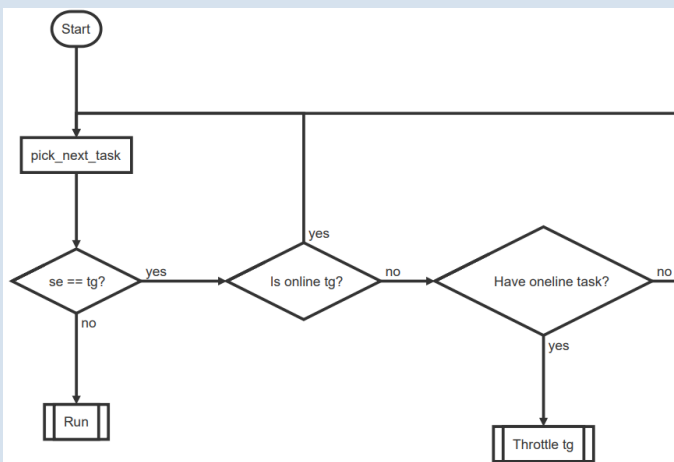 Start
pick_next_task
yes
se == tg?
yes
Is online tg?
no
Have oneline task?
no
no
yes
Run
Throttle tg